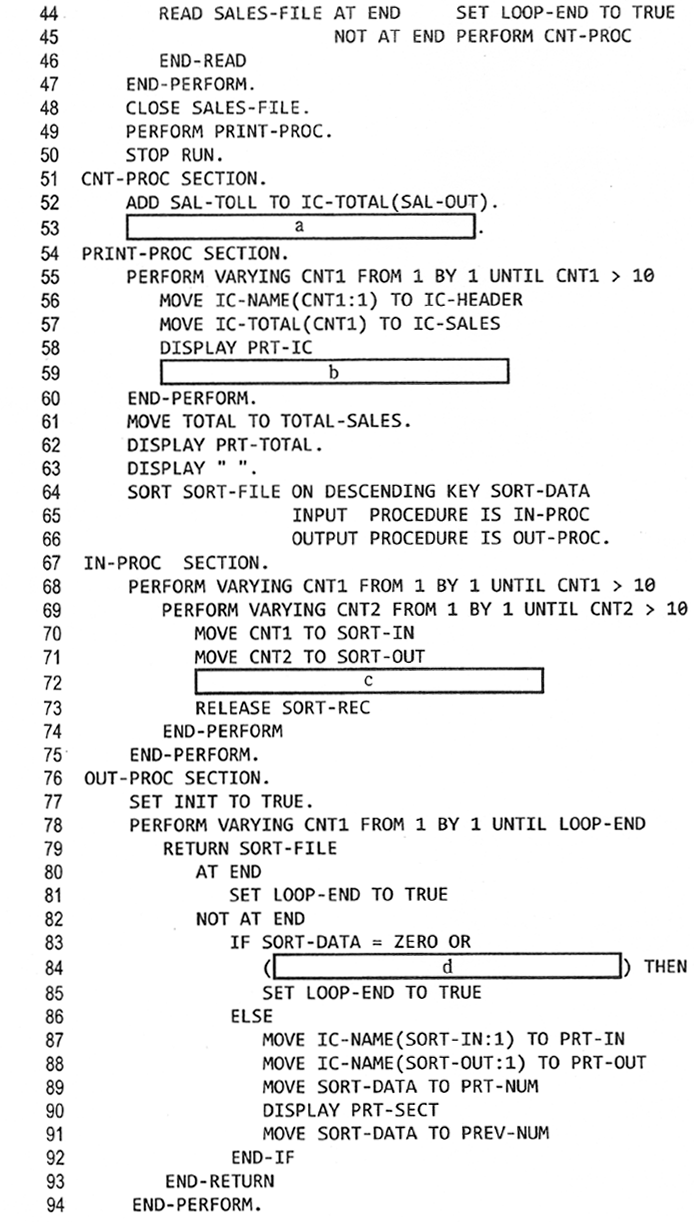 44 READ SALES-FILE AT END SET LOOP-END TO TRUE
45 NOT AT END PERFORM CNT-PROC
46 END-READ
47 END-PERFORM.
48 CLOSE SALES-FILE.
49 PERFORM PRINT-PROC.
50 STOP RUN.
51 CNT-PROC SECTION.
52 ADD SAL-TOLL TO IC-TOTAL(SAL-OUT).
53 a .
54 PRINT-PROC SECTION.
55 PERFORM VARYING CNT1 FROM 1 BY 1 UNTIL CNT1 > 10
56 MOVE IC-NAME(CNT1:1) TO IC-HEADER
57 MOVE IC-TOTAL(CNT1) TO IC-SALES
58 DISPLAY PRT-IC
59 b
60 END-PERFORM.
61 MOVE TOTAL TO TOTAL-SALES.
62 DISPLAY PRT-TOTAL.
63 DISPLAY " ".
64 SORT SORT-FILE ON DESCENDING KEY SORT-DATA
65 INPUT PROCEDURE IS IN-PROC
66 OUTPUT PROCEDURE IS OUT-PROC.
67 IN-PROC SECTION.
68 PERFORM VARYING CNT1 FROM 1 BY 1 UNTIL CNT1 > 10
69 PERFORM VARYING CNT2 FROM 1 BY 1 UNTIL CNT2 > 10
70 MOVE CNT1 TO SORT-IN
71 MOVE CNT2 TO SORT-OUT
72 c
73 RELEASE SORT-REC
74 END-PERFORM
75 END-PERFORM.
76 OUT-PROC SECTION.
77 SET INIT TO TRUE.
78 PERFORM VARYING CNT1 FROM 1 BY 1 UNTIL LOOP-END
79 RETURN SORT-FILE
80 AT END
81 SET LOOP-END TO TRUE
82 NOT AT END
83 IF SORT-DATA = ZERO OR
84 ( d ) THEN
85 SET LOOP-END TO TRUE
86 ELSE
87 MOVE IC-NAME(SORT-IN:1) TO PRT-IN
88 MOVE IC-NAME(SORT-OUT:1) TO PRT-OUT
89 MOVE SORT-DATA TO PRT-NUM
90 DISPLAY PRT-SECT
91 MOVE SORT-DATA TO PREV-NUM
92 END-IF
93 END-RETURN
94 END-PERFORM.